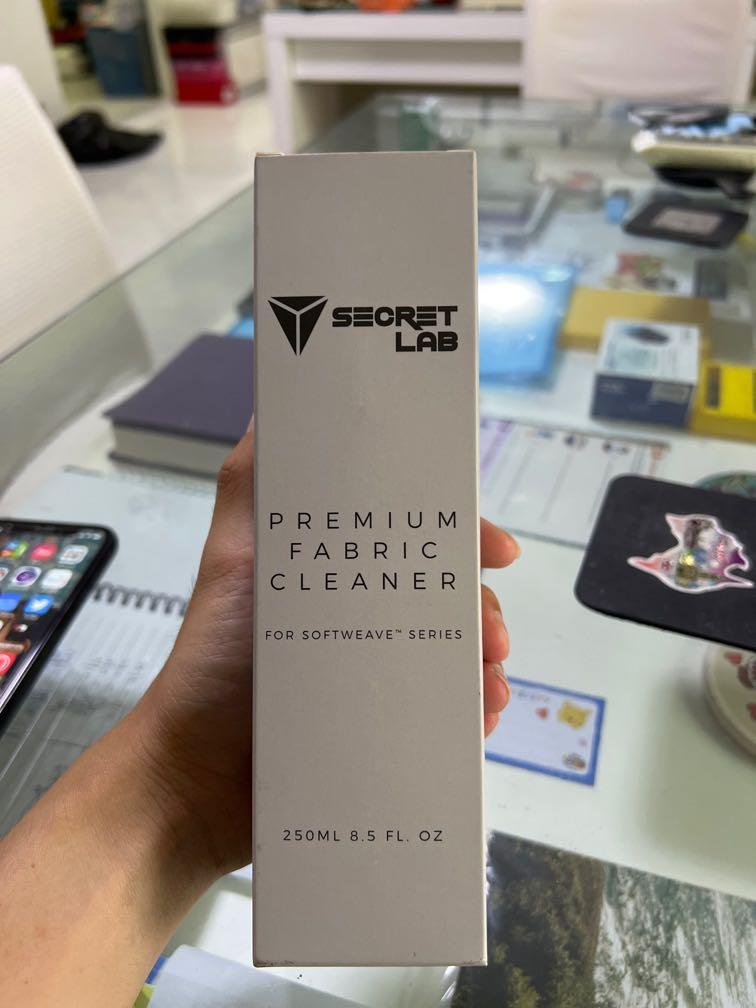 SECRET
LAB
PREMIUM
FABRIC
CLEANER
FOR SOFTWEAVE™ SERIES
250ML 8.5 FL. OZ